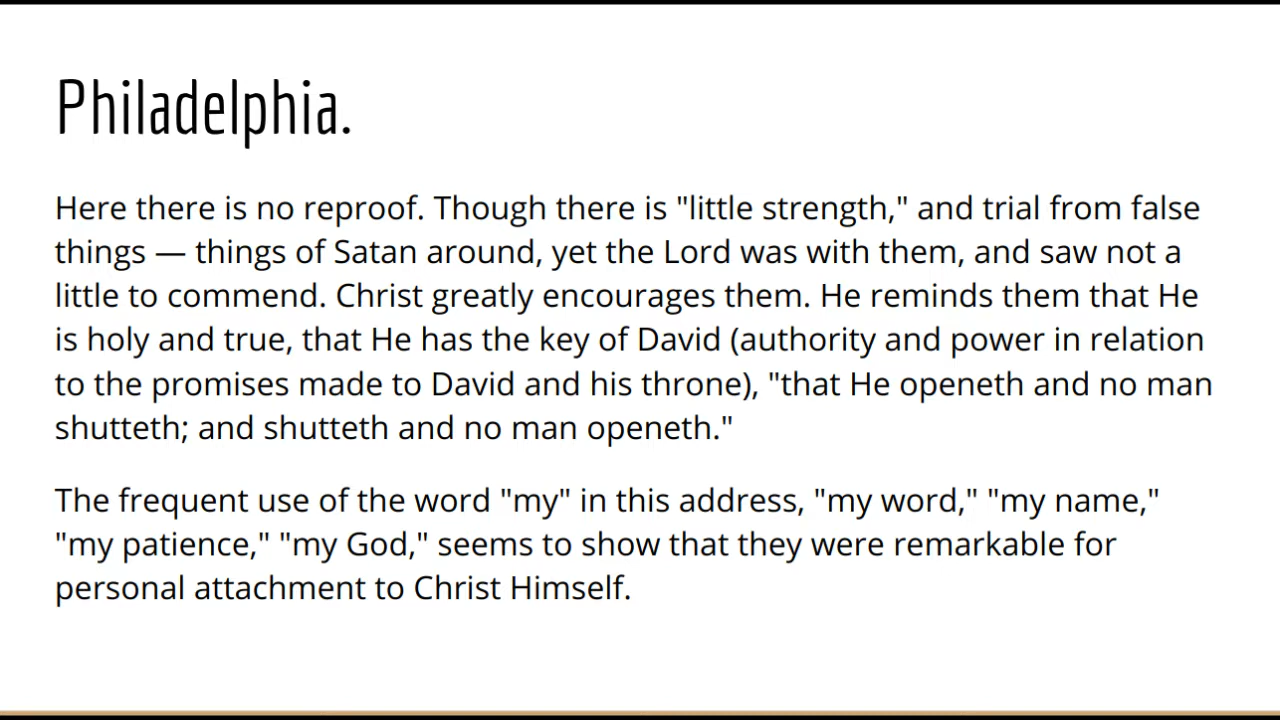 Philadelphia.
Here there is no reproof. Though there is "little strength," and trial from false
things — things of Satan around, yet the Lord was with them, and saw not a
little to commend. Christ greatly encourages them. He reminds them that He
is holy and true, that He has the key of David (authority and power in relation
to the promises made to David and his throne), "that He openeth and no man
shutteth; and shutteth and no man openeth."
The frequent use of the word "my" in this address, "my word," "my name,"
"my patience," "my God," seems to show that they were remarkable for
personal attachment to Christ Himself.